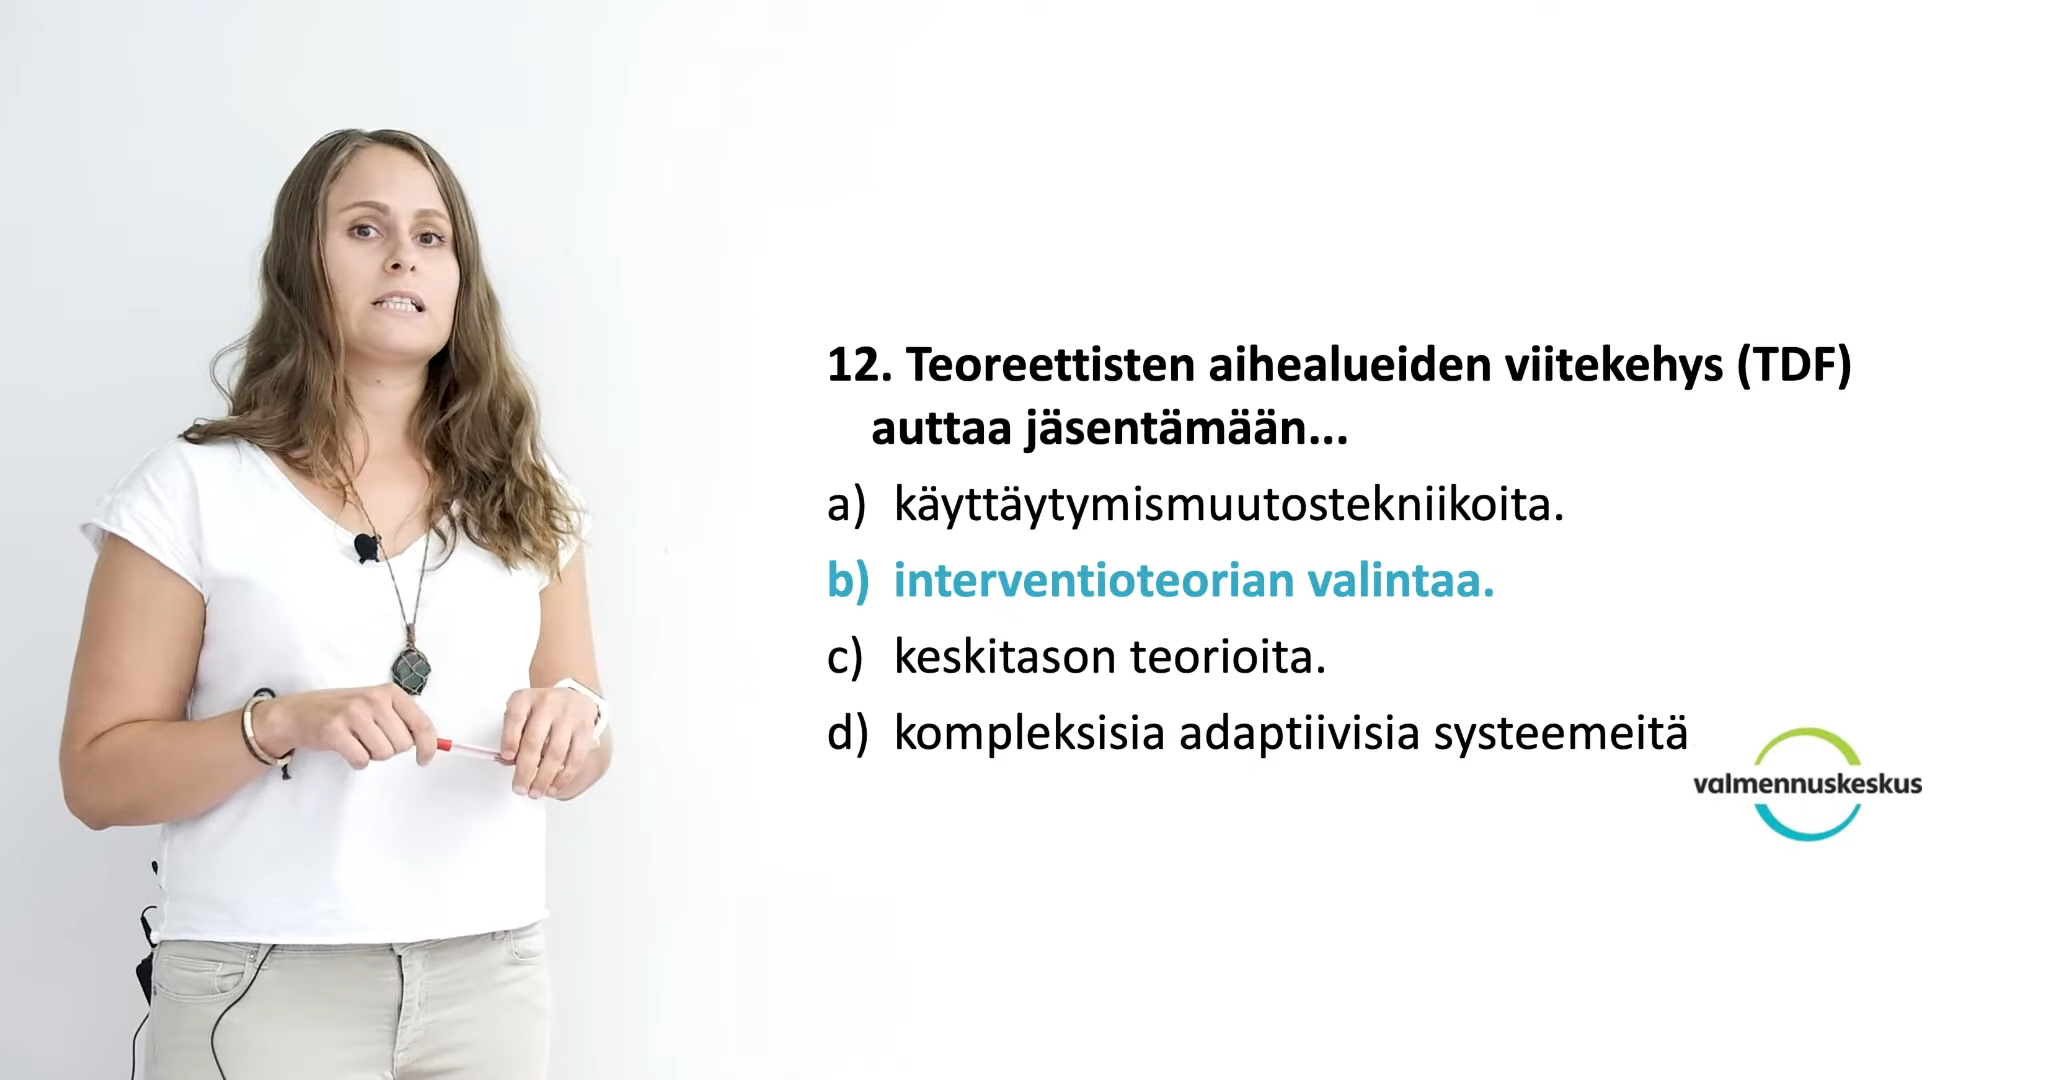 12. Teoreettisten aihealueiden viitekehys (TDF)
auttaa jäsentämään...
a) käyttäytymismuutostekniikoita.
b) interventioteorian valintaa.
c) keskitason teorioita.
d) kompleksisia adaptiivisia systeemeitä
valmennuskeskus